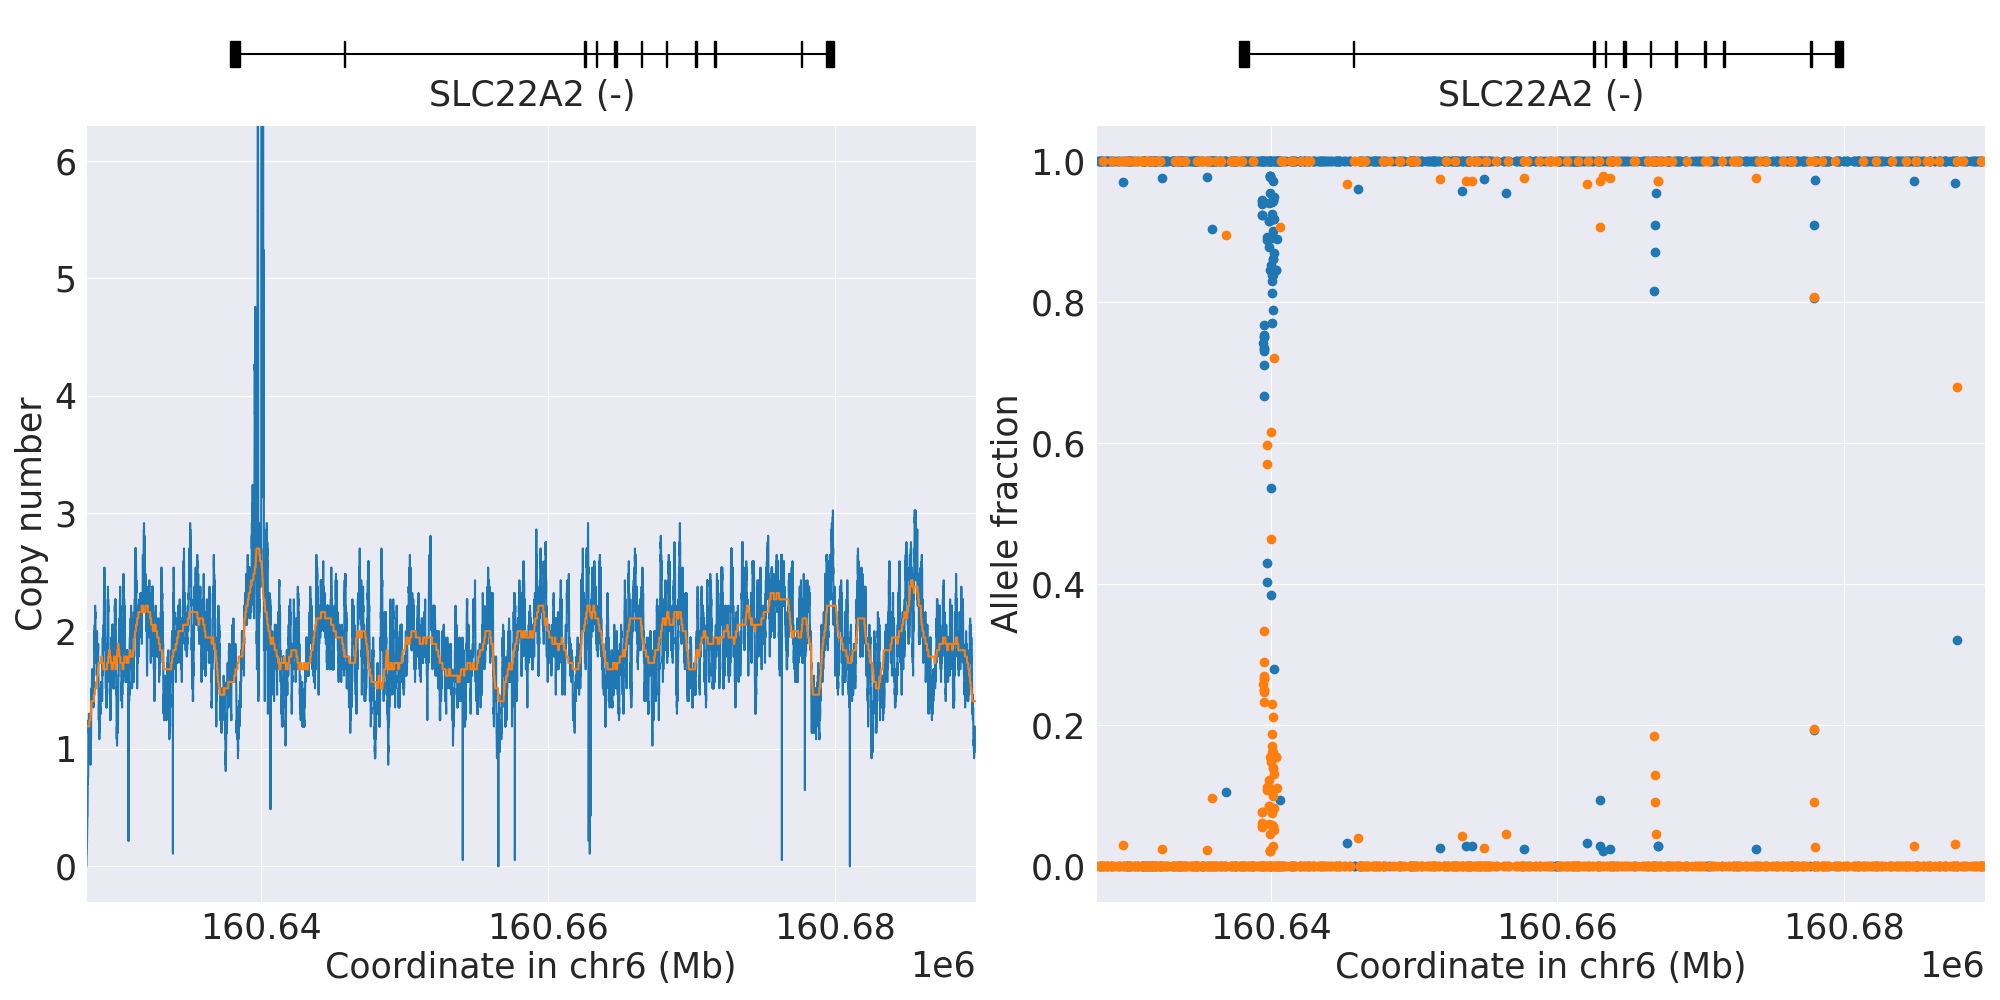 SLC22A2 (-)
6
5
4
3
2
1
0
Copy number
160.64
160.66
160.68
Coordinate in chr6 (Mb)
1e6
SLC22A2 (-)
1.0
0.8
0.6
0.4
0.2
0.0
Allele fraction
160.64
160.66
160.68
Coordinate in chr6 (Mb)
1e6